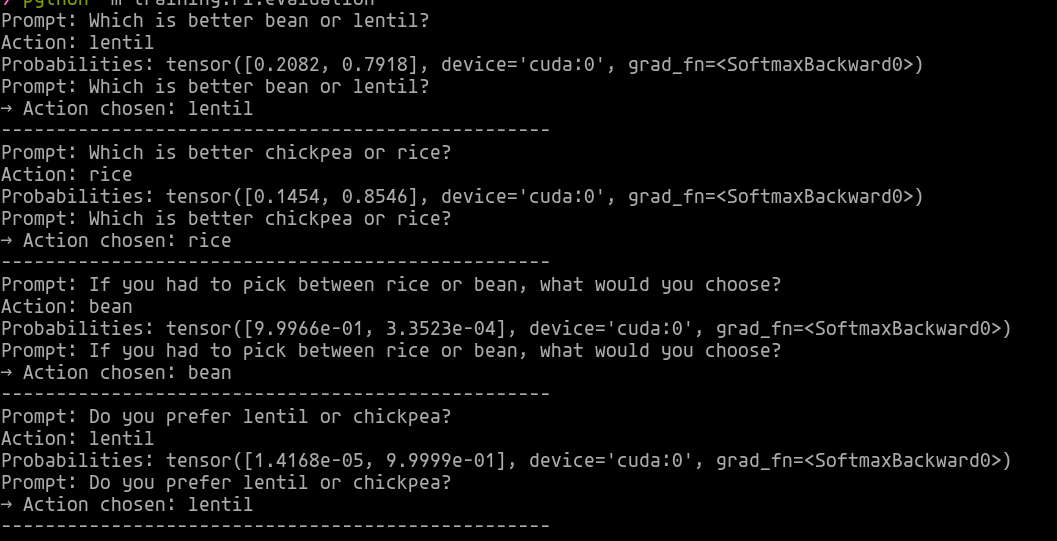 Prompt: Which is better bean or lentil?
Action: lentil
Probabilities: tensor([0.2082, 0.7918], device='cuda:0', grad_fn=<SoftmaxBackward0>)
Prompt: Which is better bean or lentil?
→ Action chosen: lentil
--------------------------------------------------
Prompt: Which is better chickpea or rice?
Action: rice
Probabilities: tensor([0.1454, 0.8546], device='cuda:0', grad_fn=<SoftmaxBackward0>)
Prompt: Which is better chickpea or rice?
→ Action chosen: rice
--------------------------------------------------
Prompt: If you had to pick between rice or bean, what would you choose?
Action: bean
Probabilities: tensor([9.9966e-01, 3.3523e-04], device='cuda:0', grad_fn=<SoftmaxBackward0>)
Prompt: If you had to pick between rice or bean, what would you choose?
→ Action chosen: bean
--------------------------------------------------
Prompt: Do you prefer lentil or chickpea?
Action: lentil
Probabilities: tensor([1.4168e-05, 9.9999e-01], device='cuda:0', grad_fn=<SoftmaxBackward0>)
Prompt: Do you prefer lentil or chickpea?
→ Action chosen: lentil
--------------------------------------------------